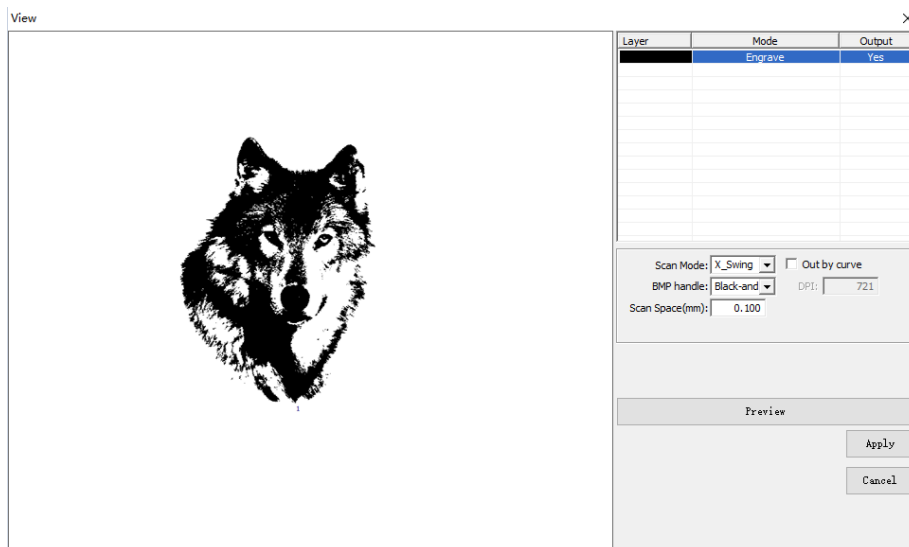 View
Layer Mode Output
Engrave Yes
Scan Mode: X_Swing Out by curve
BMP handle: Black-and DPI: 721
Scan Space(mm): 0.100
Preview
Apply
Cancel
1